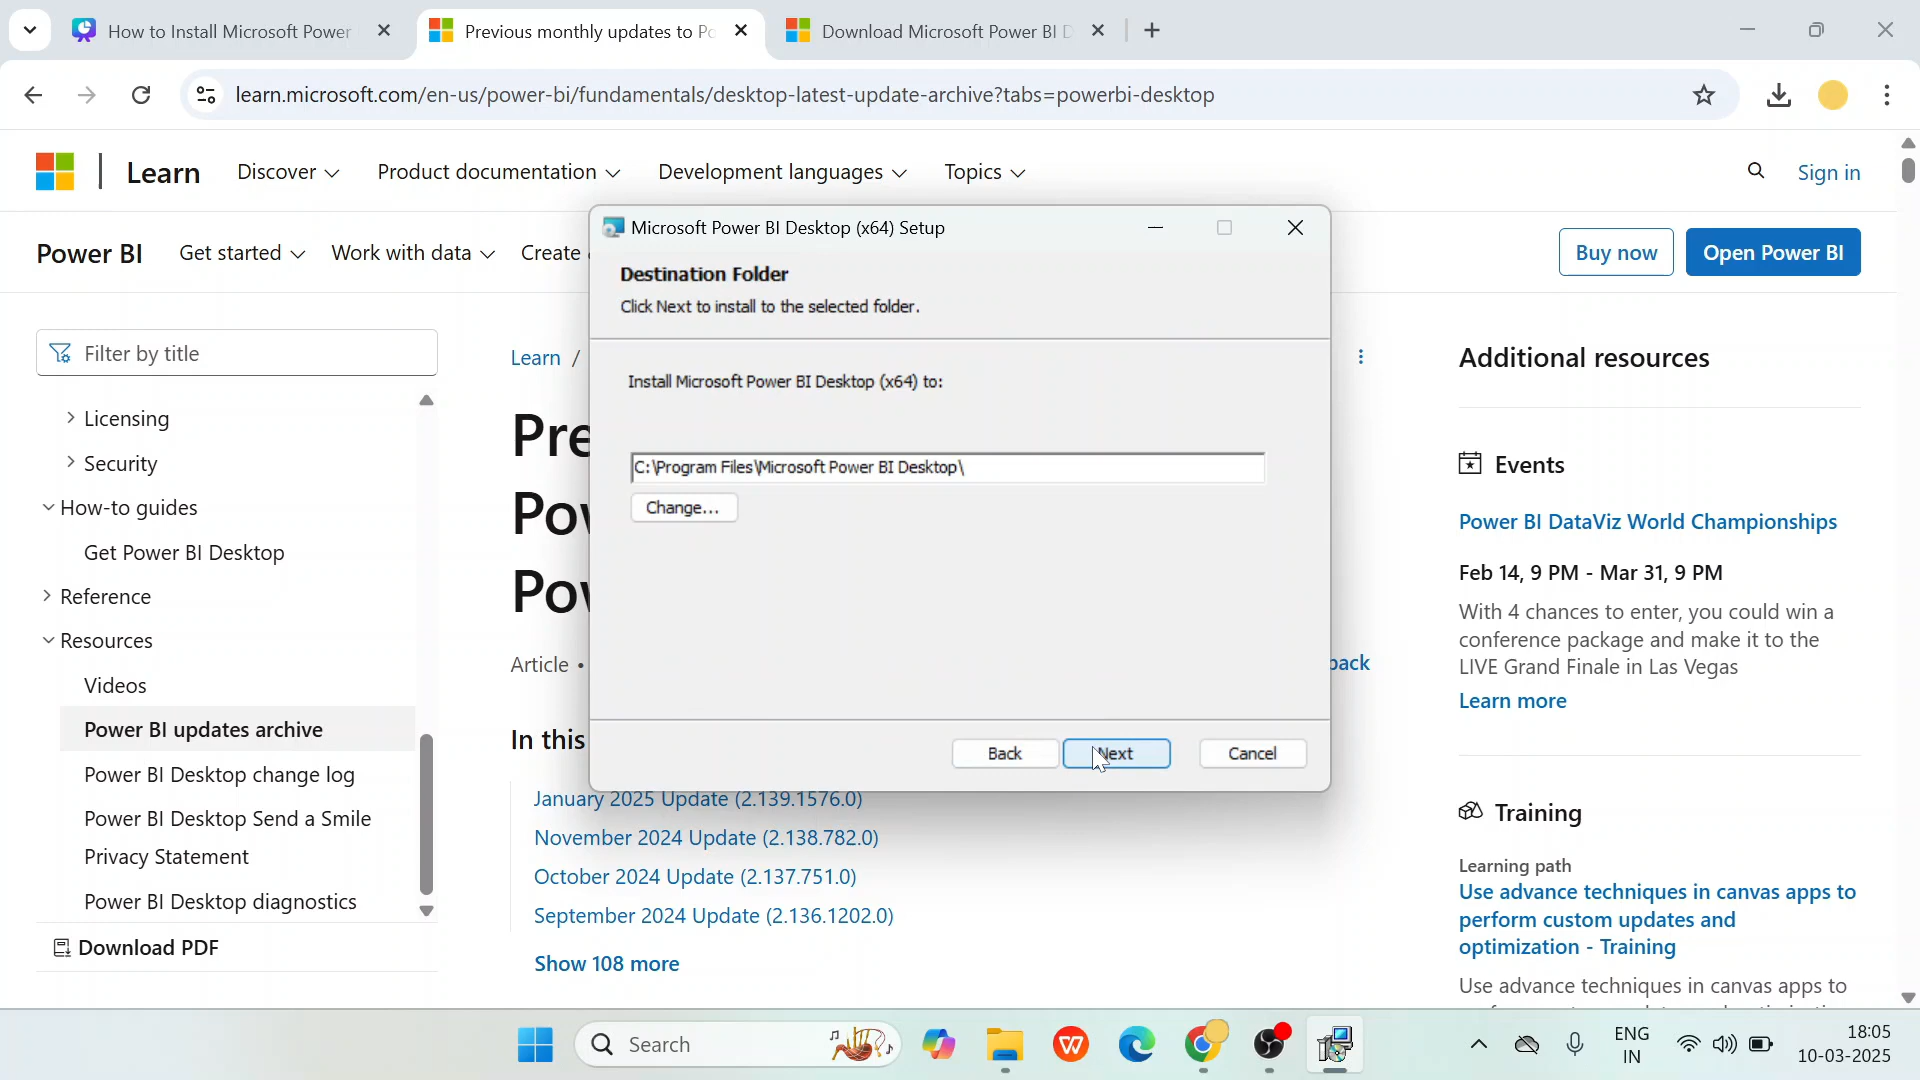 How to Install Microsoft Power
Previous monthly updates to Po
Download Microsoft Power BI D
learn.microsoft.com/en-us/power-bi/fundamentals/desktop-latest-update-archive?tabs=powerbi-desktop
Learn
Discover
Product documentation
Development languages
Topics
Sign in
Power BI
Get started
Work with data
Create
Buy now
Open Power BI
Filter by title
Licensing
Security
How-to guides
Get Power BI Desktop
Reference
Resources
Videos
Power BI updates archive
Power BI Desktop change log
Power BI Desktop Send a Smile
Privacy Statement
Power BI Desktop diagnostics
Download PDF
Learn /
Pre
Pow
Pow
Article •
back
In this
January 2025 Update (2.139.1576.0)
November 2024 Update (2.138.782.0)
October 2024 Update (2.137.751.0)
September 2024 Update (2.136.1202.0)
Show 108 more
Microsoft Power BI Desktop (x64) Setup
Destination Folder
Click Next to install to the selected folder.
Install Microsoft Power BI Desktop (x64) to:
C:\Program Files\Microsoft Power BI Desktop\
Change...
Back
Next
Cancel
Additional resources
Events
Power BI DataViz World Championships
Feb 14, 9 PM - Mar 31, 9 PM
With 4 chances to enter, you could win a
conference package and make it to the
LIVE Grand Finale in Las Vegas
Learn more
Training
Learning path
Use advance techniques in canvas apps to
perform custom updates and
optimization - Training
Use advance techniques in canvas apps to
Search
ENG
IN
18:05
10-03-2025